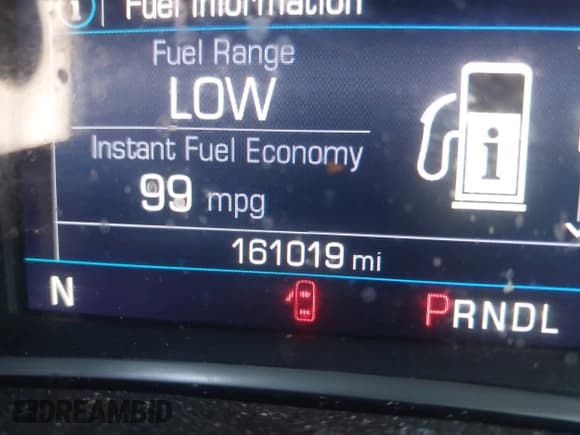 i Fuel Information
Fuel Range
LOW
Instant Fuel Economy
99 mpg
i
161019 mi
N
PRNDL
DREAMBID